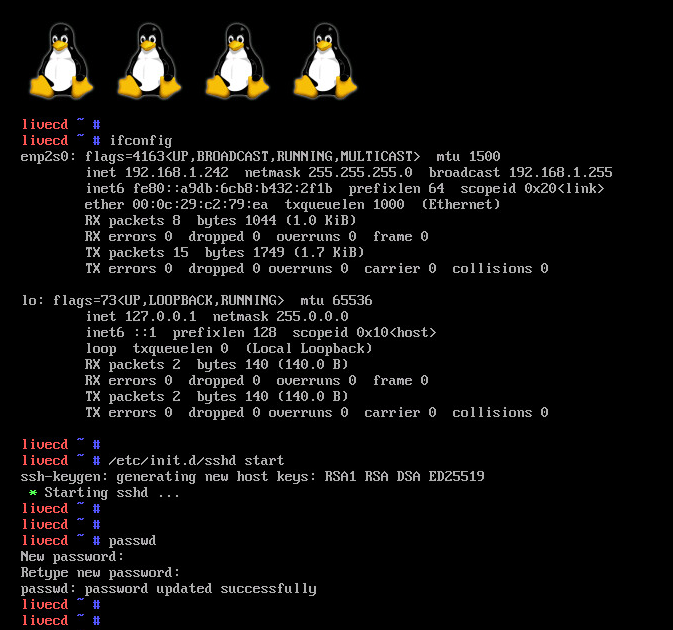 livecd ~ #
livecd ~ # ifconfig
enp2s0: flags=4163<UP,BROADCAST,RUNNING,MULTICAST>  mtu 1500
        inet 192.168.1.242  netmask 255.255.255.0  broadcast 192.168.1.255
        inet6 fe80::a9db:6cb8:b432:2f1b  prefixlen 64  scopeid 0x20<link>
        ether 00:0c:29:c2:79:ea  txqueuelen 1000  (Ethernet)
        RX packets 8  bytes 1044 (1.0 KiB)
        RX errors 0  dropped 0  overruns 0  frame 0
        TX packets 15  bytes 1749 (1.7 KiB)
        TX errors 0  dropped 0 overruns 0  carrier 0  collisions 0

lo: flags=73<UP,LOOPBACK,RUNNING>  mtu 65536
        inet 127.0.0.1  netmask 255.0.0.0
        inet6 ::1  prefixlen 128  scopeid 0x10<host>
        loop  txqueuelen 0  (Local Loopback)
        RX packets 2  bytes 140 (140.0 B)
        RX errors 0  dropped 0  overruns 0  frame 0
        TX packets 2  bytes 140 (140.0 B)
        TX errors 0  dropped 0 overruns 0  carrier 0  collisions 0

livecd ~ #
livecd ~ # /etc/init.d/sshd start
ssh-keygen: generating new host keys: RSA1 RSA DSA ED25519
 * Starting sshd ...
livecd ~ #
livecd ~ #
livecd ~ # passwd
New password:
Retype new password:
passwd: password updated successfully
livecd ~ #
livecd ~ #